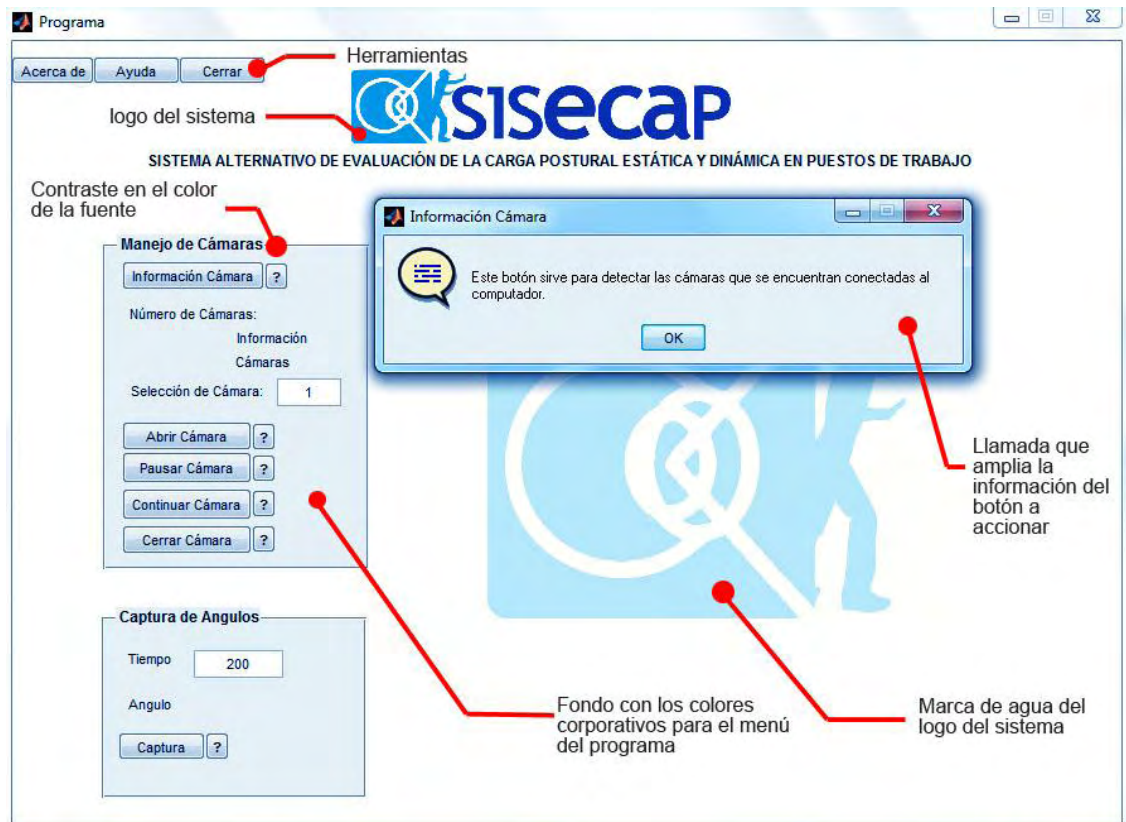 Programa
Acerca de
Ayuda
Cerrar
Herramientas
logo del sistema
sisecap
SISTEMA ALTERNATIVO DE EVALUACIÓN DE LA CARGA POSTURAL ESTÁTICA Y DINÁMICA EN PUESTOS DE TRABAJO
Contraste en el color
de la fuente
Manejo de Cámaras
Información Cámara
?
Número de Cámaras:
Información
Cámaras
Selección de Cámara:
1
Abrir Cámara
?
Pausar Cámara
?
Continuar Cámara
?
Cerrar Cámara
?
Información Cámara
Este botón sirve para detectar las cámaras que se encuentran conectadas al
computador.
OK
Llamada que
amplia la
información del
botón a
accionar
Captura de Angulos
Tiempo
200
Angulo
Captura
?
Fondo con los colores
corporativos para el menú
del programa
Marca de agua del
logo del sistema